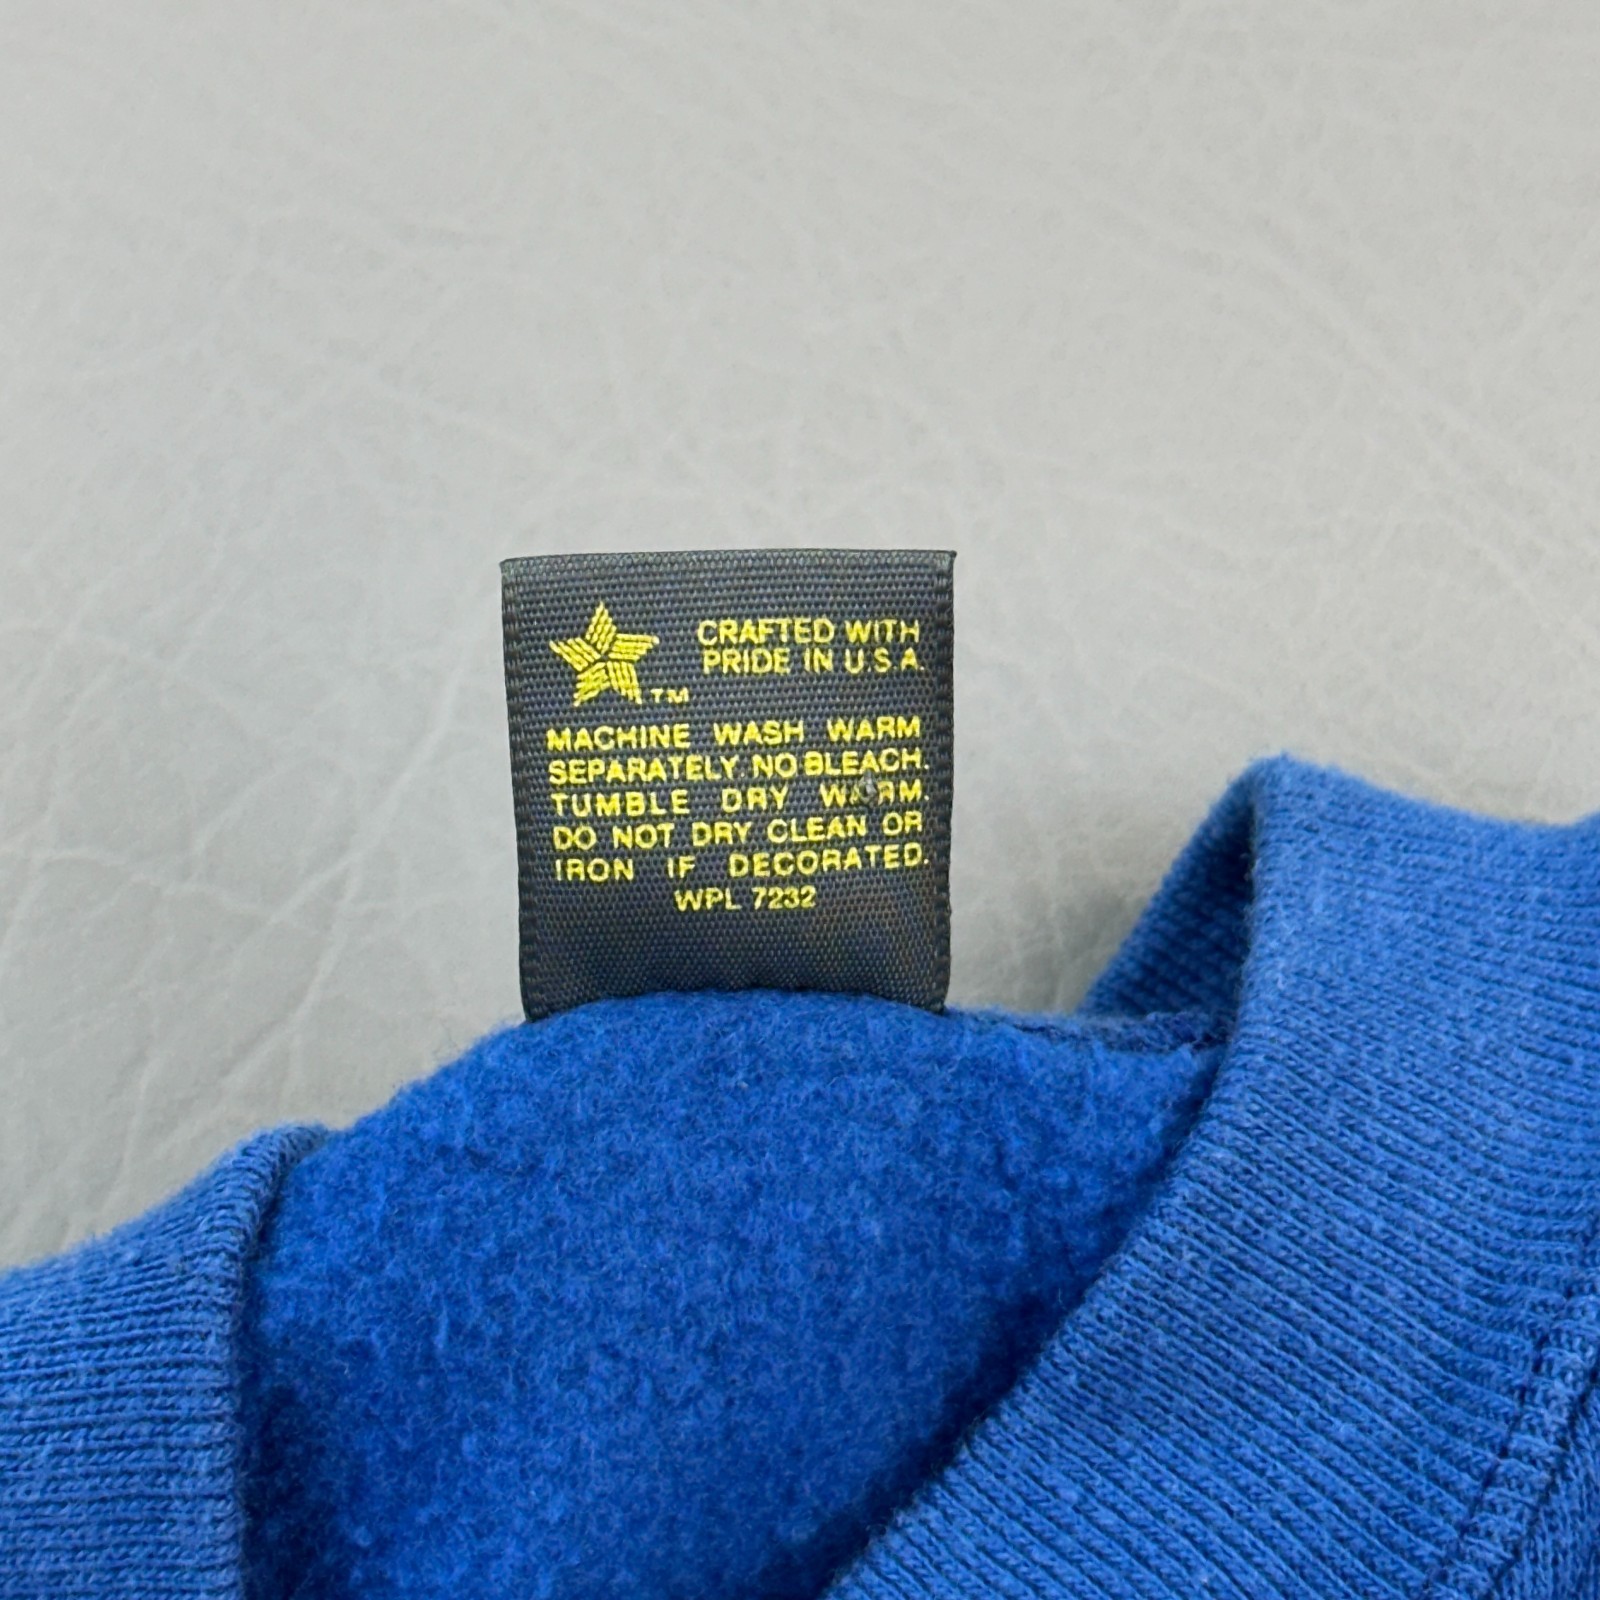 CRAFTED WITH
PRIDE IN U.S.A.
TM
MACHINE WASH WARM
SEPARATELY. NO BLEACH.
TUMBLE DRY WARM.
DO NOT DRY CLEAN OR
IRON IF DECORATED.
WPL 7232